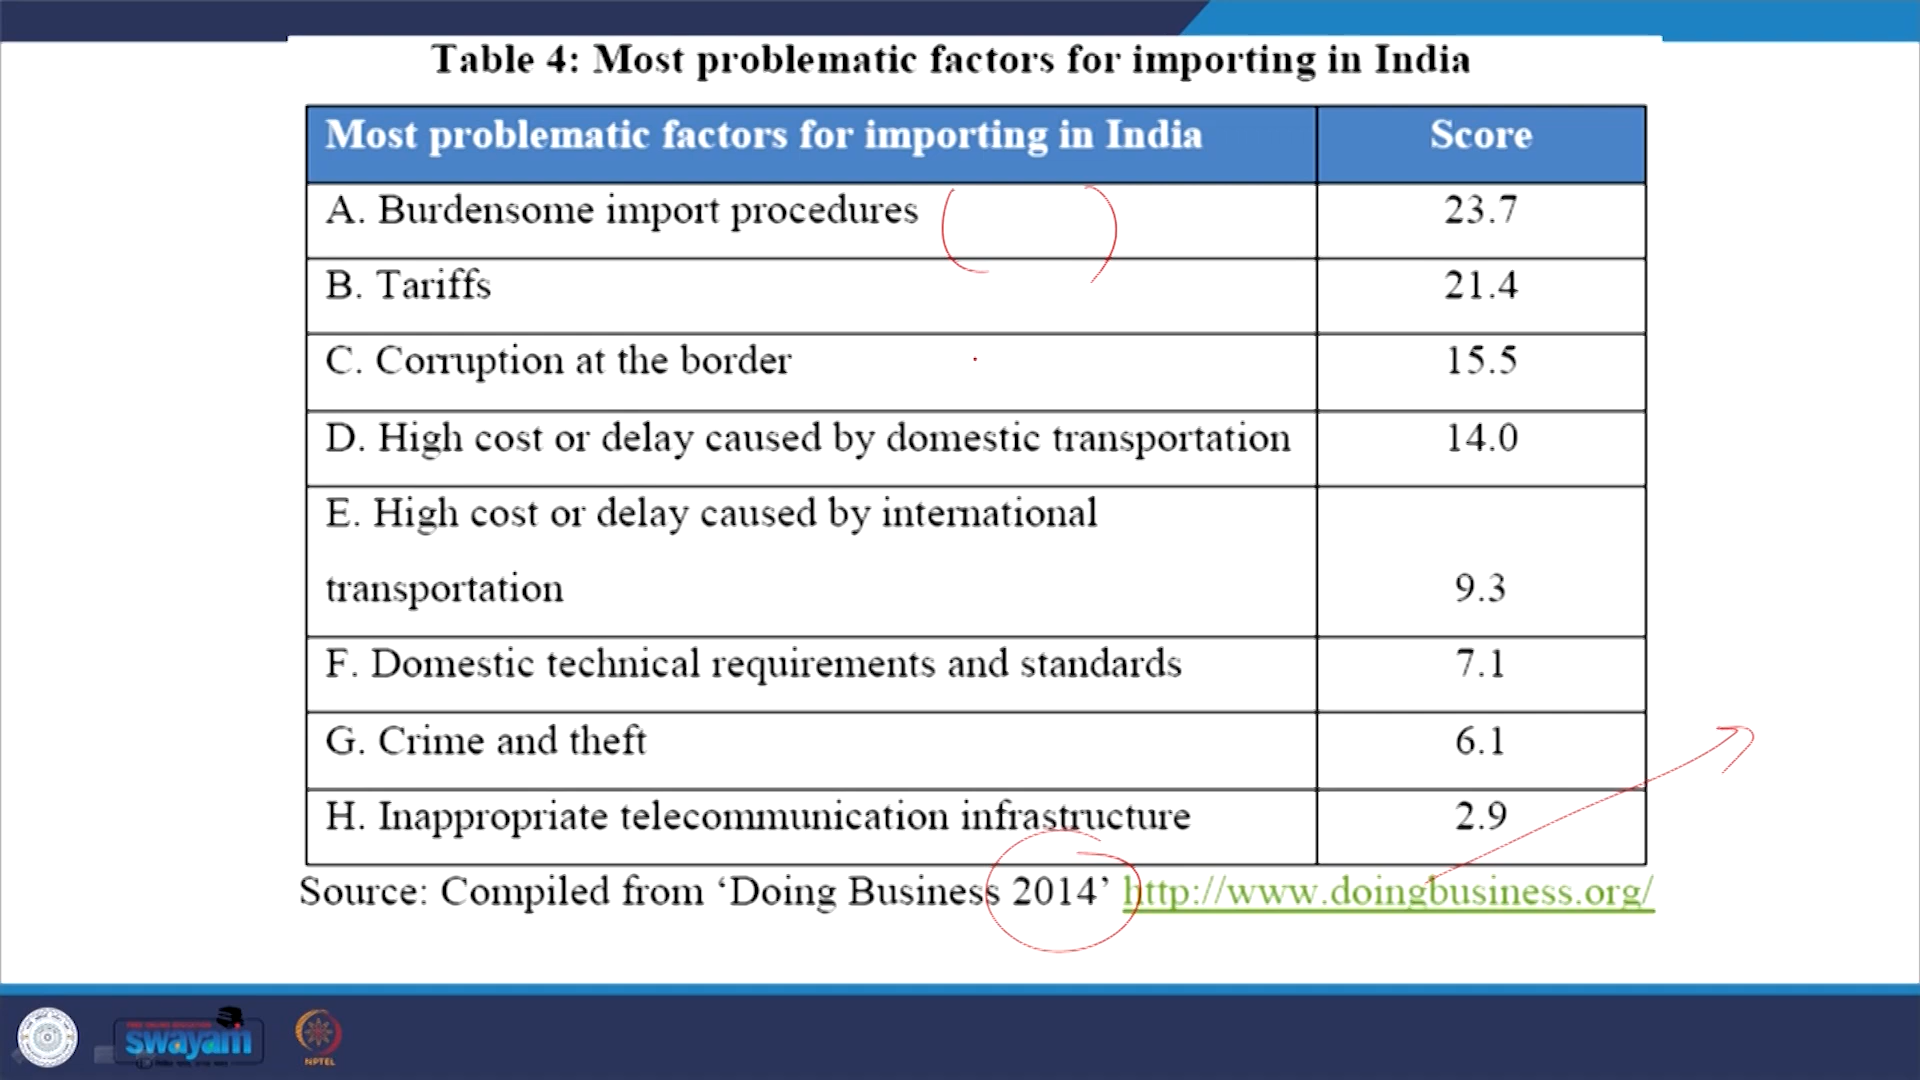 Table 4: Most problematic factors for importing in India
Most problematic factors for importing in India Score
A. Burdensome import procedures 23.7
B. Tariffs 21.4
C. Corruption at the border 15.5
D. High cost or delay caused by domestic transportation 14.0
E. High cost or delay caused by international
transportation 9.3
F. Domestic technical requirements and standards 7.1
G. Crime and theft 6.1
H. Inappropriate telecommunication infrastructure 2.9
Source: Compiled from ‘Doing Business 2014’ http://www.doingbusiness.org/
swayam
NPTEL